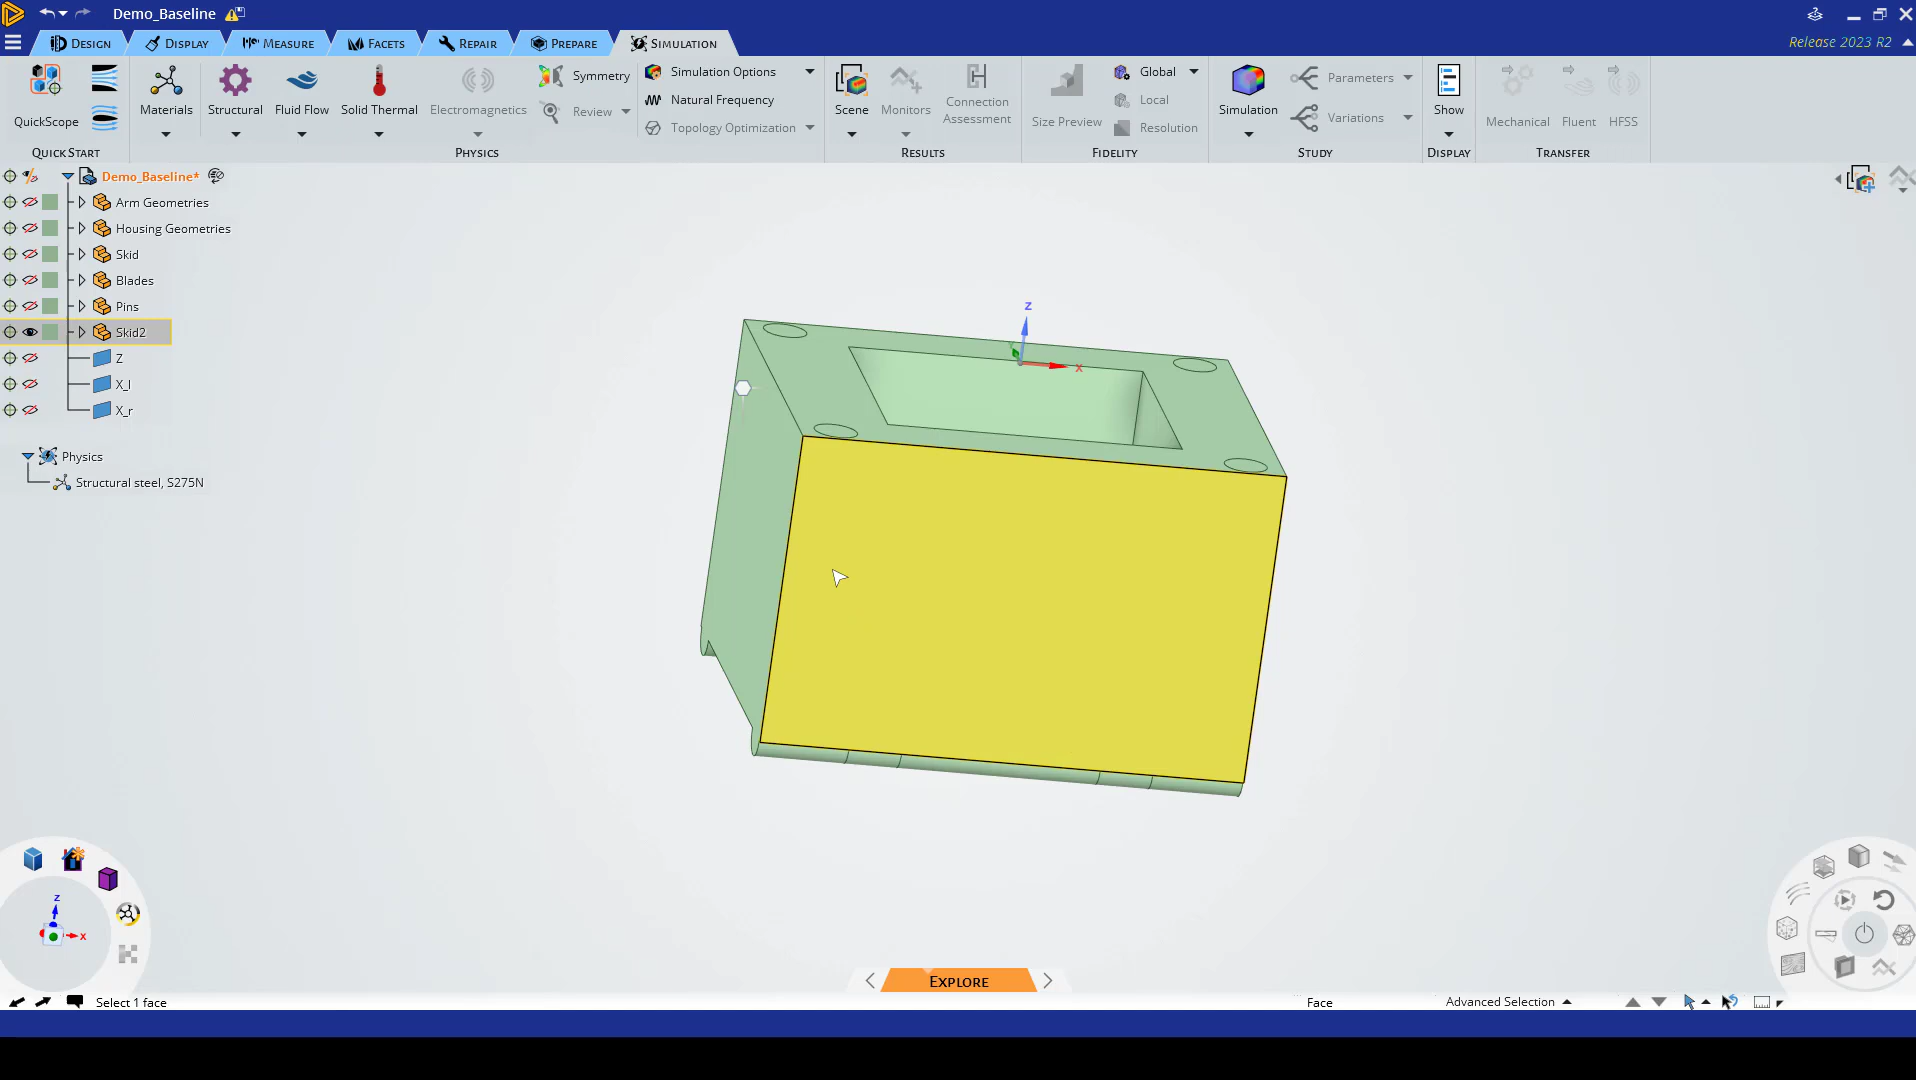 Demo_Baseline
Design Display Measure Facets Repair Prepare Simulation
Release 2023 R2
QuickScope
Materials
Structural
Fluid Flow
Solid Thermal
Electromagnetics
Symmetry
Review
Simulation Options
Natural Frequency
Topology Optimization
Scene
Monitors
Connection
Assessment
Size Preview
Global
Local
Resolution
Simulation
Parameters
Variations
Show
Mechanical
Fluent
HFSS
Quick Start
Physics
Results
Fidelity
Study
Display
Transfer
Demo_Baseline*
Arm Geometries
Housing Geometries
Skid
Blades
Pins
Skid2
Z
X_l
X_r
Physics
Structural steel, S275N
Z
X
Z
X
Explore
Select 1 face
Face
Advanced Selection